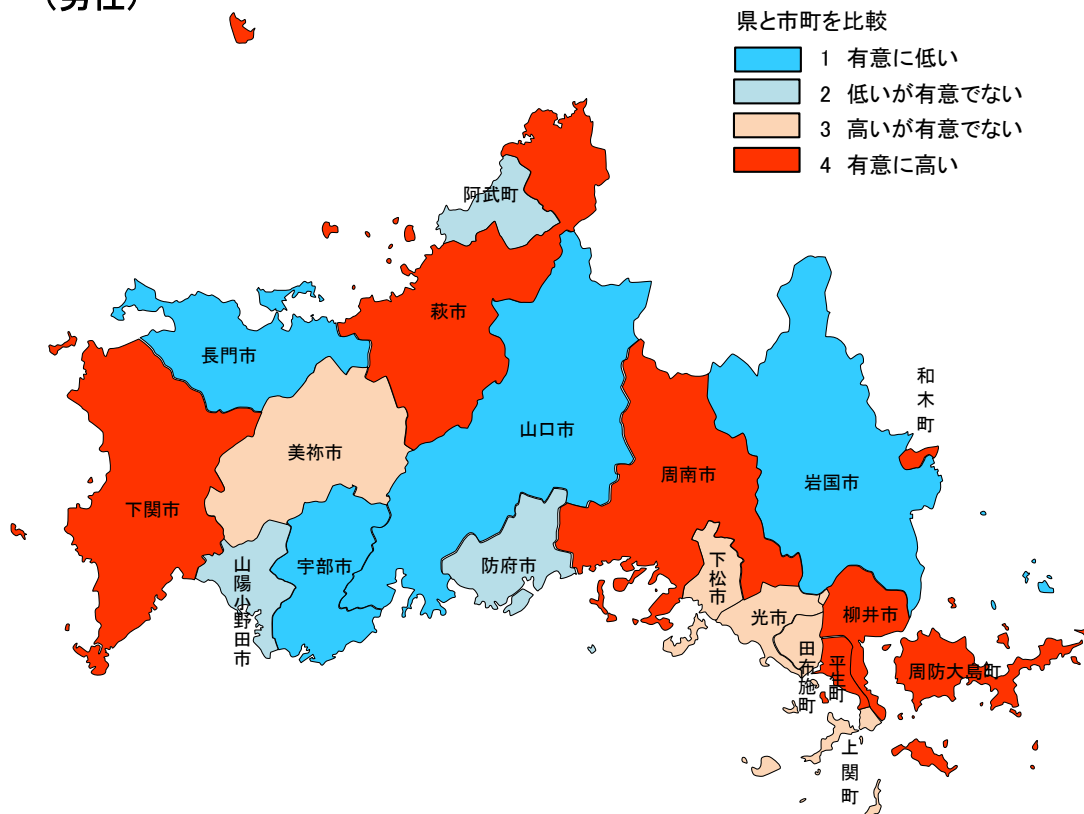 （男性）
県と市町を比較
1 有意に低い
2 低いが有意でない
3 高いが有意でない
4 有意に高い
阿武町
萩市
長門市
和木町
山口市
美祢市
周南市
岩国市
下関市
山陽小野田市
宇部市
防府市
下松市
光市
柳井市
田布施町
平生町
周防大島町
上関町